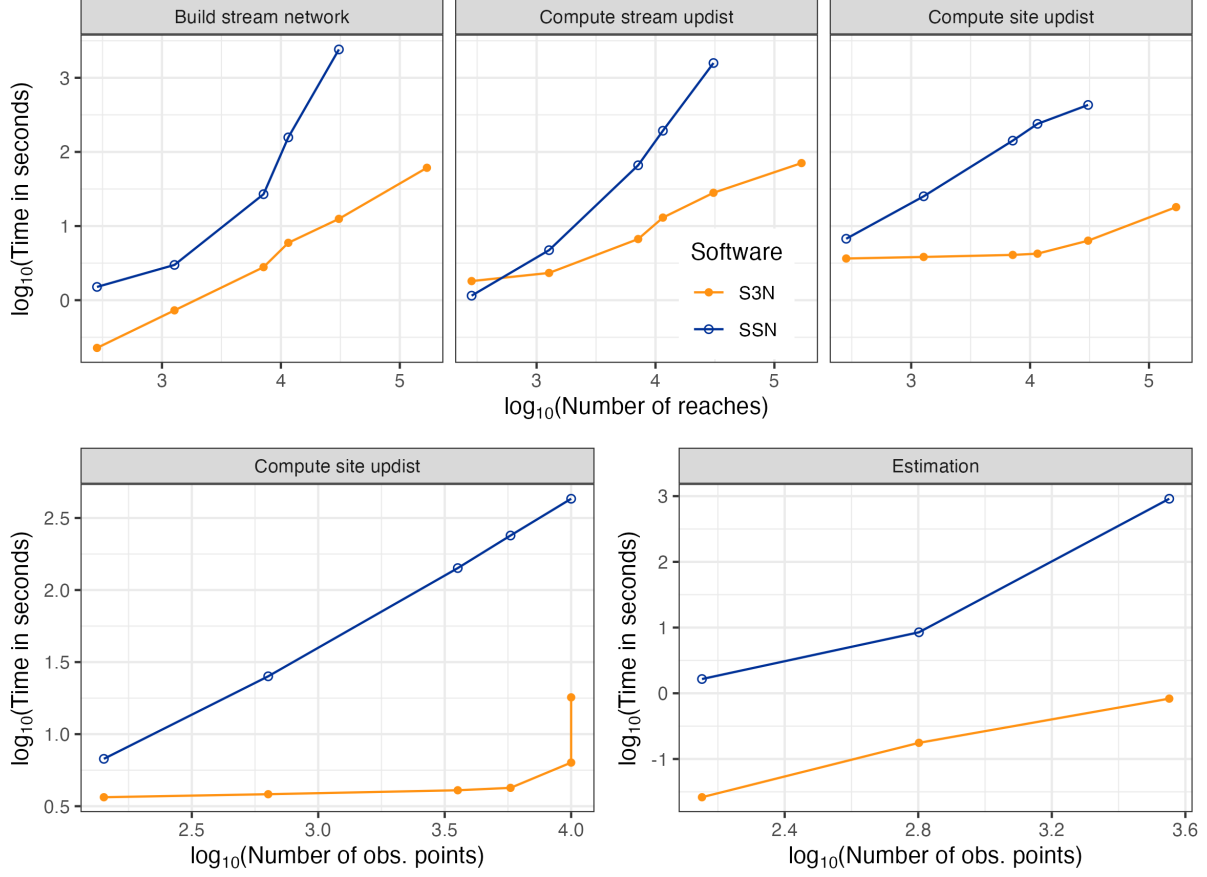 Build stream network
Compute stream updist
Compute site updist
log₁₀(Time in seconds)
3
2
1
0
3
4
5
3
4
5
3
4
5
Software
S3N
SSN
log₁₀(Number of reaches)
Compute site updist
log₁₀(Time in seconds)
2.5
2.0
1.5
1.0
0.5
2.5
3.0
3.5
4.0
log₁₀(Number of obs. points)
Estimation
log₁₀(Time in seconds)
3
2
1
0
-1
2.4
2.8
3.2
3.6
log₁₀(Number of obs. points)